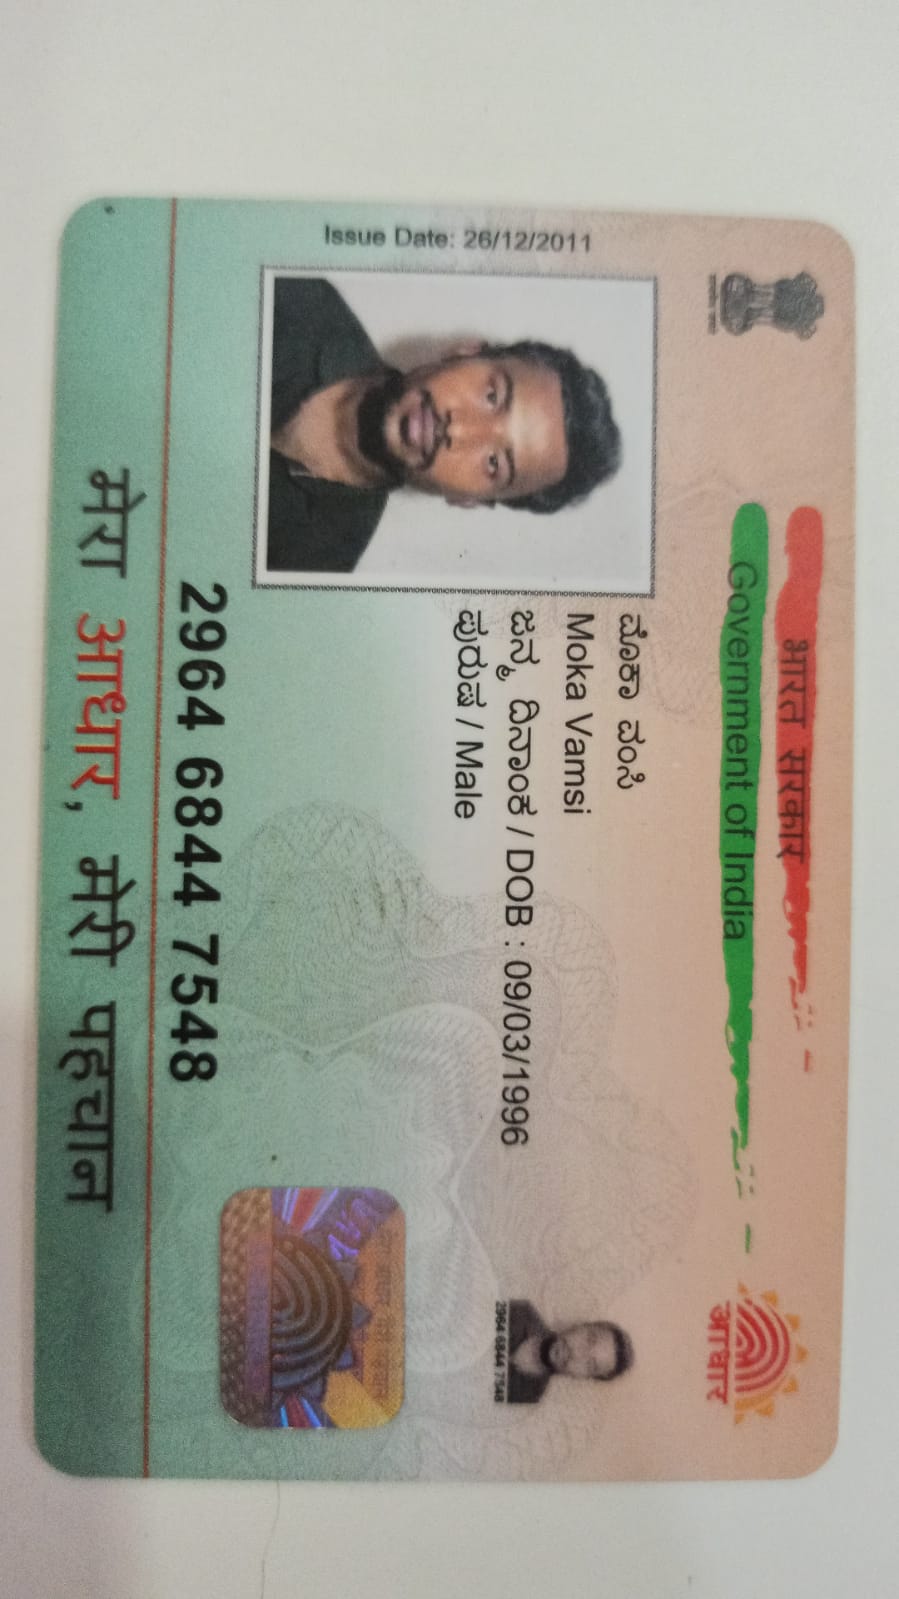 भारत सरकार
Government of India
आधार
Issue Date: 26/12/2011
ಮೊಕಾ ವಂಸಿ
Moka Vamsi
ಜನ್ಮ ದಿನಾಂಕ / DOB : 09/03/1996
ಪುರುಷ / Male
2964 6844 7548
2964 6844 7548
मेरा आधार, मेरी पहचान